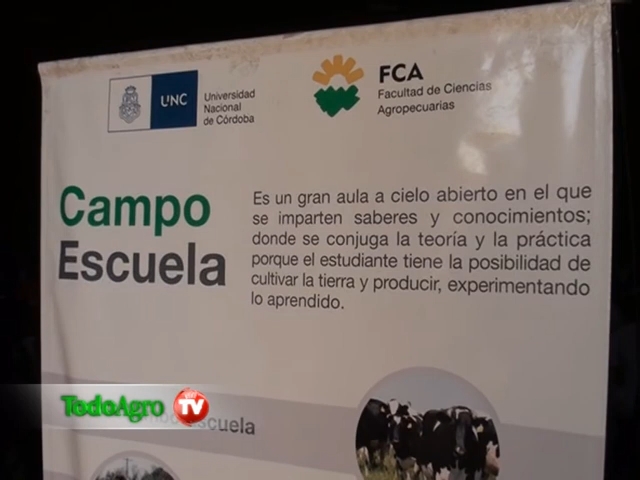 UNC
Universidad
Nacional
de Córdoba
FCA
Facultad de Ciencias
Agropecuarias
Campo
Escuela
Es un gran aula a cielo abierto en el que
se imparten saberes y conocimientos;
donde se conjuga la teoría y la práctica
porque el estudiante tiene la posibilidad de
cultivar la tierra y producir, experimentando
lo aprendido.
TodoAgro TV
Escuela